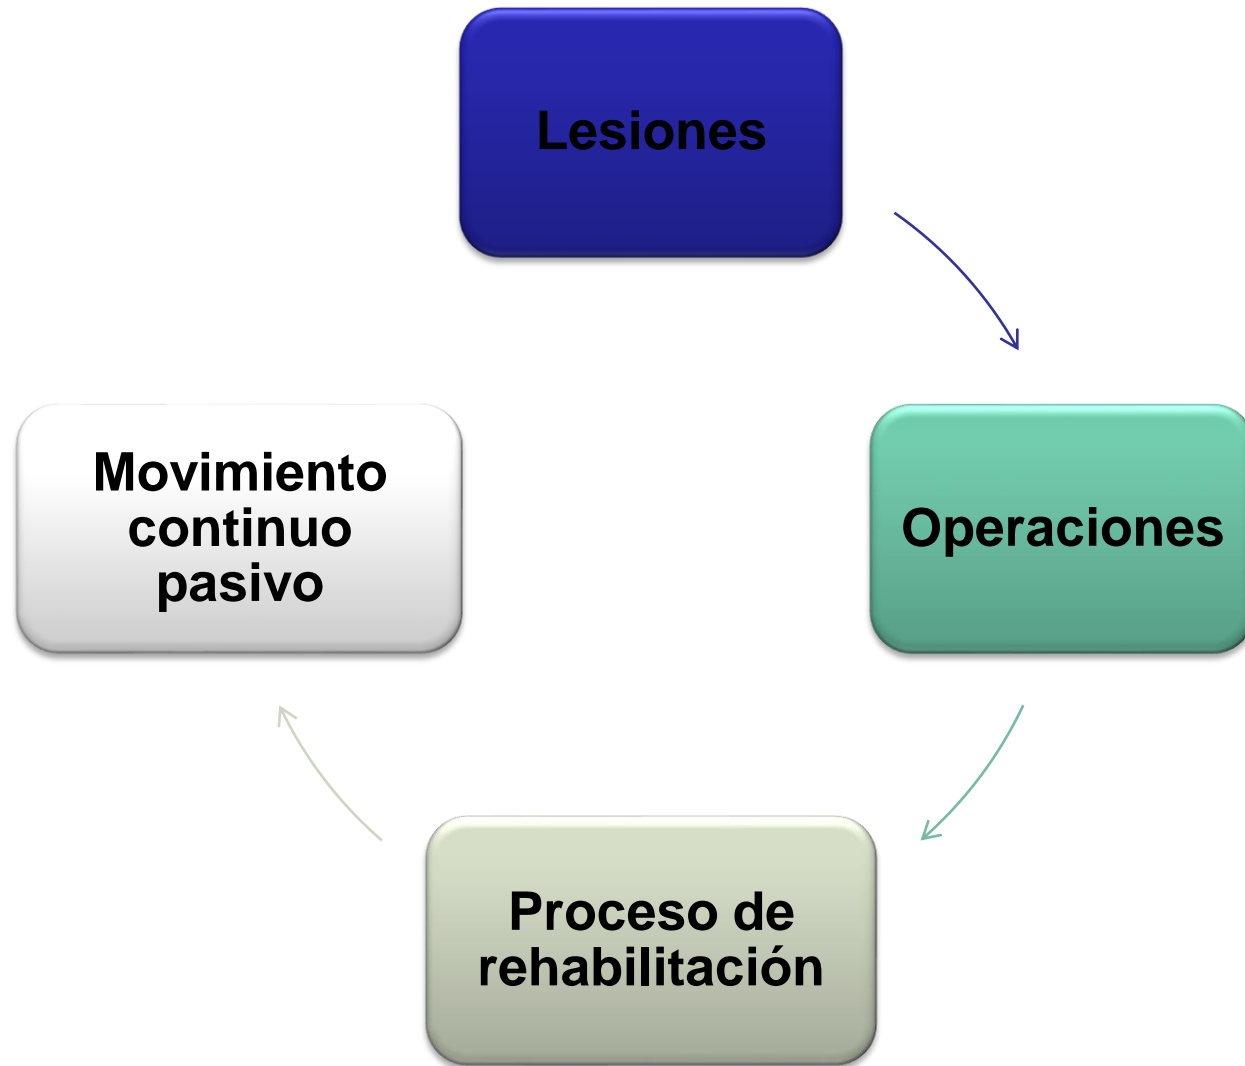 Lesiones
Operaciones
Proceso de
rehabilitación
Movimiento
continuo
pasivo